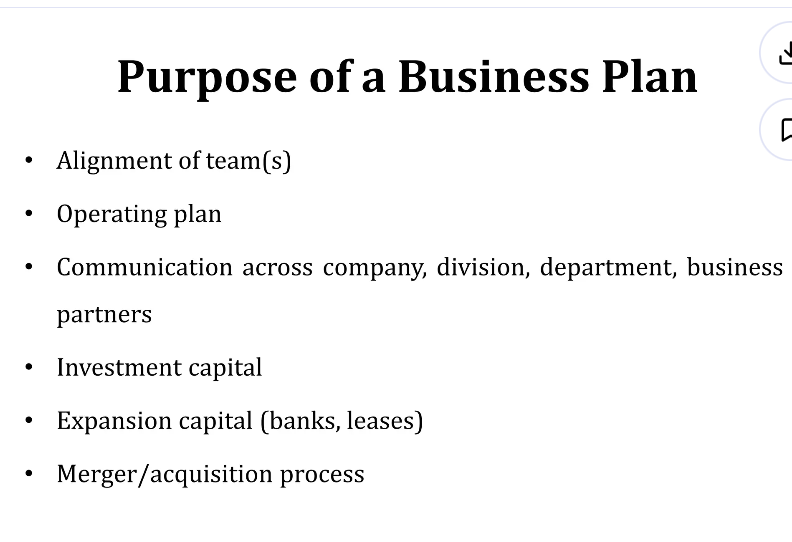 Purpose of a Business Plan
• Alignment of team(s)
• Operating plan
• Communication across company, division, department, business
partners
• Investment capital
• Expansion capital (banks, leases)
• Merger/acquisition process